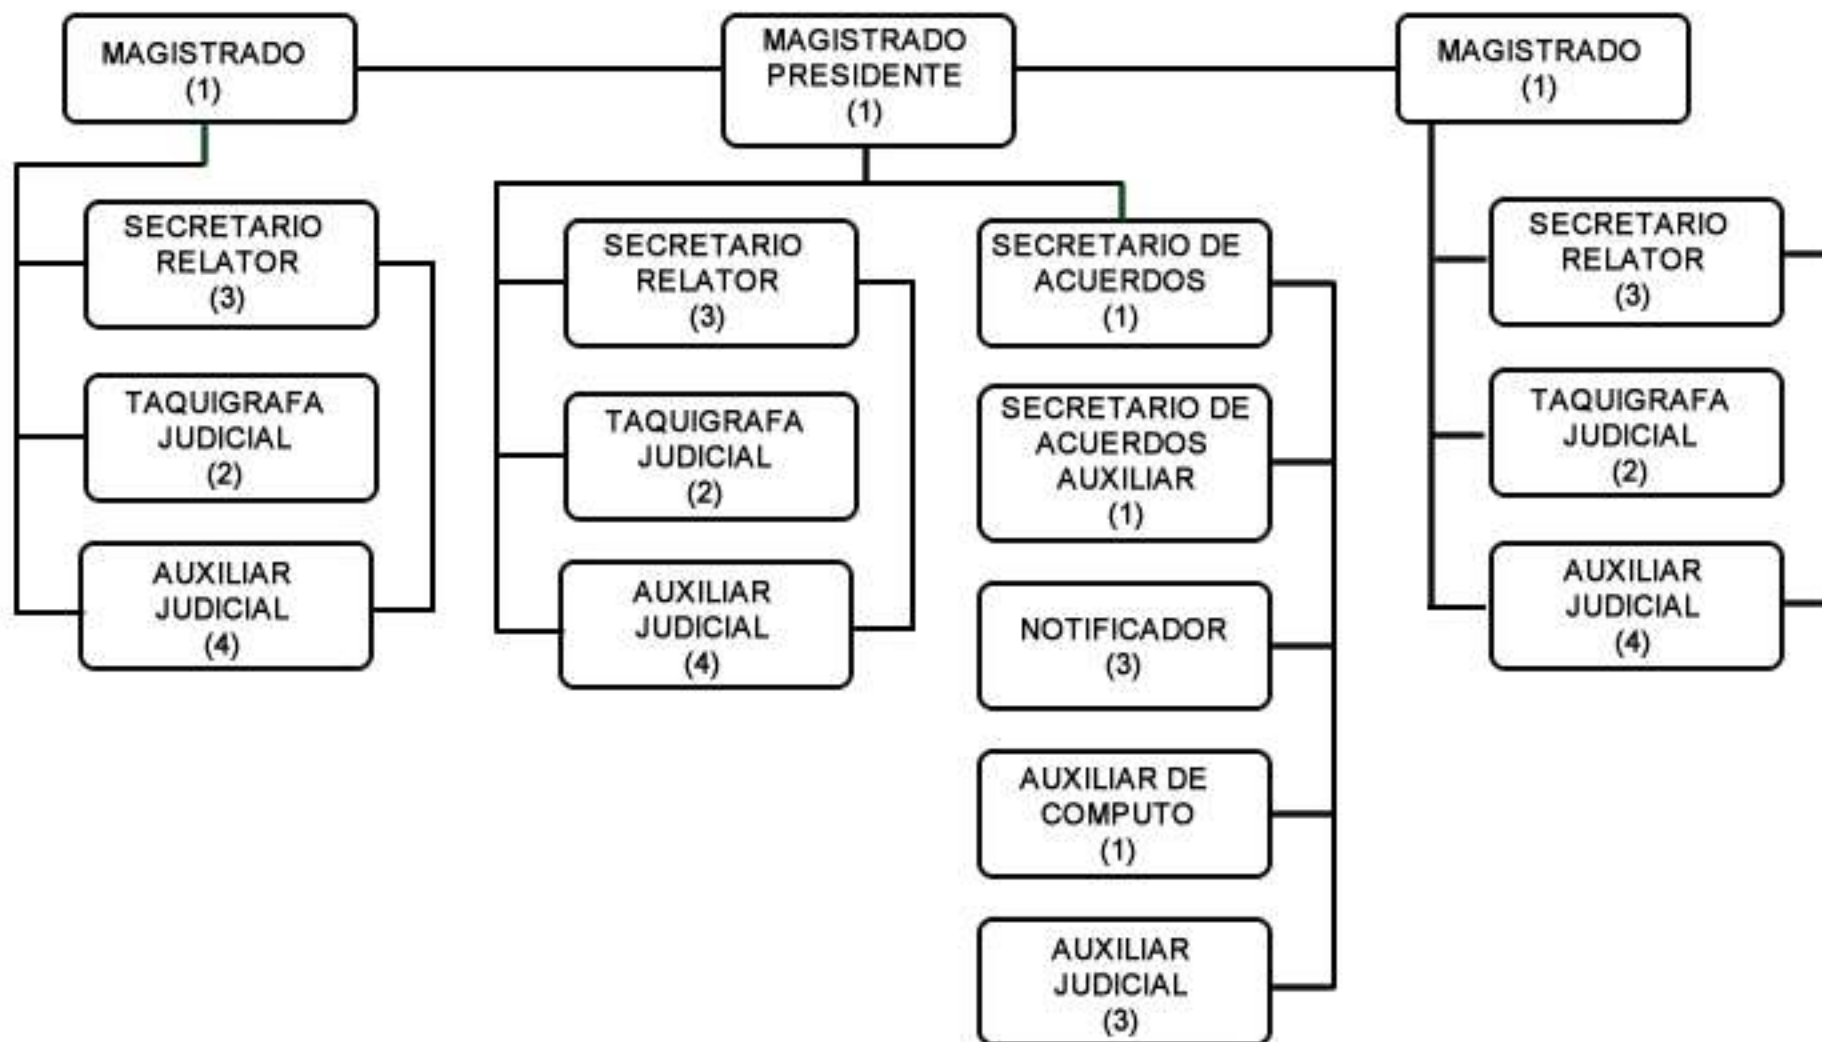 MAGISTRADO
(1)
MAGISTRADO
PRESIDENTE
(1)
MAGISTRADO
(1)
SECRETARIO
RELATOR
(3)
TAQUIGRAFA
JUDICIAL
(2)
AUXILIAR
JUDICIAL
(4)
SECRETARIO
RELATOR
(3)
TAQUIGRAFA
JUDICIAL
(2)
AUXILIAR
JUDICIAL
(4)
SECRETARIO DE
ACUERDOS
(1)
SECRETARIO DE
ACUERDOS
AUXILIAR
(1)
NOTIFICADOR
(3)
AUXILIAR DE
COMPUTO
(1)
AUXILIAR
JUDICIAL
(3)
SECRETARIO
RELATOR
(3)
TAQUIGRAFA
JUDICIAL
(2)
AUXILIAR
JUDICIAL
(4)